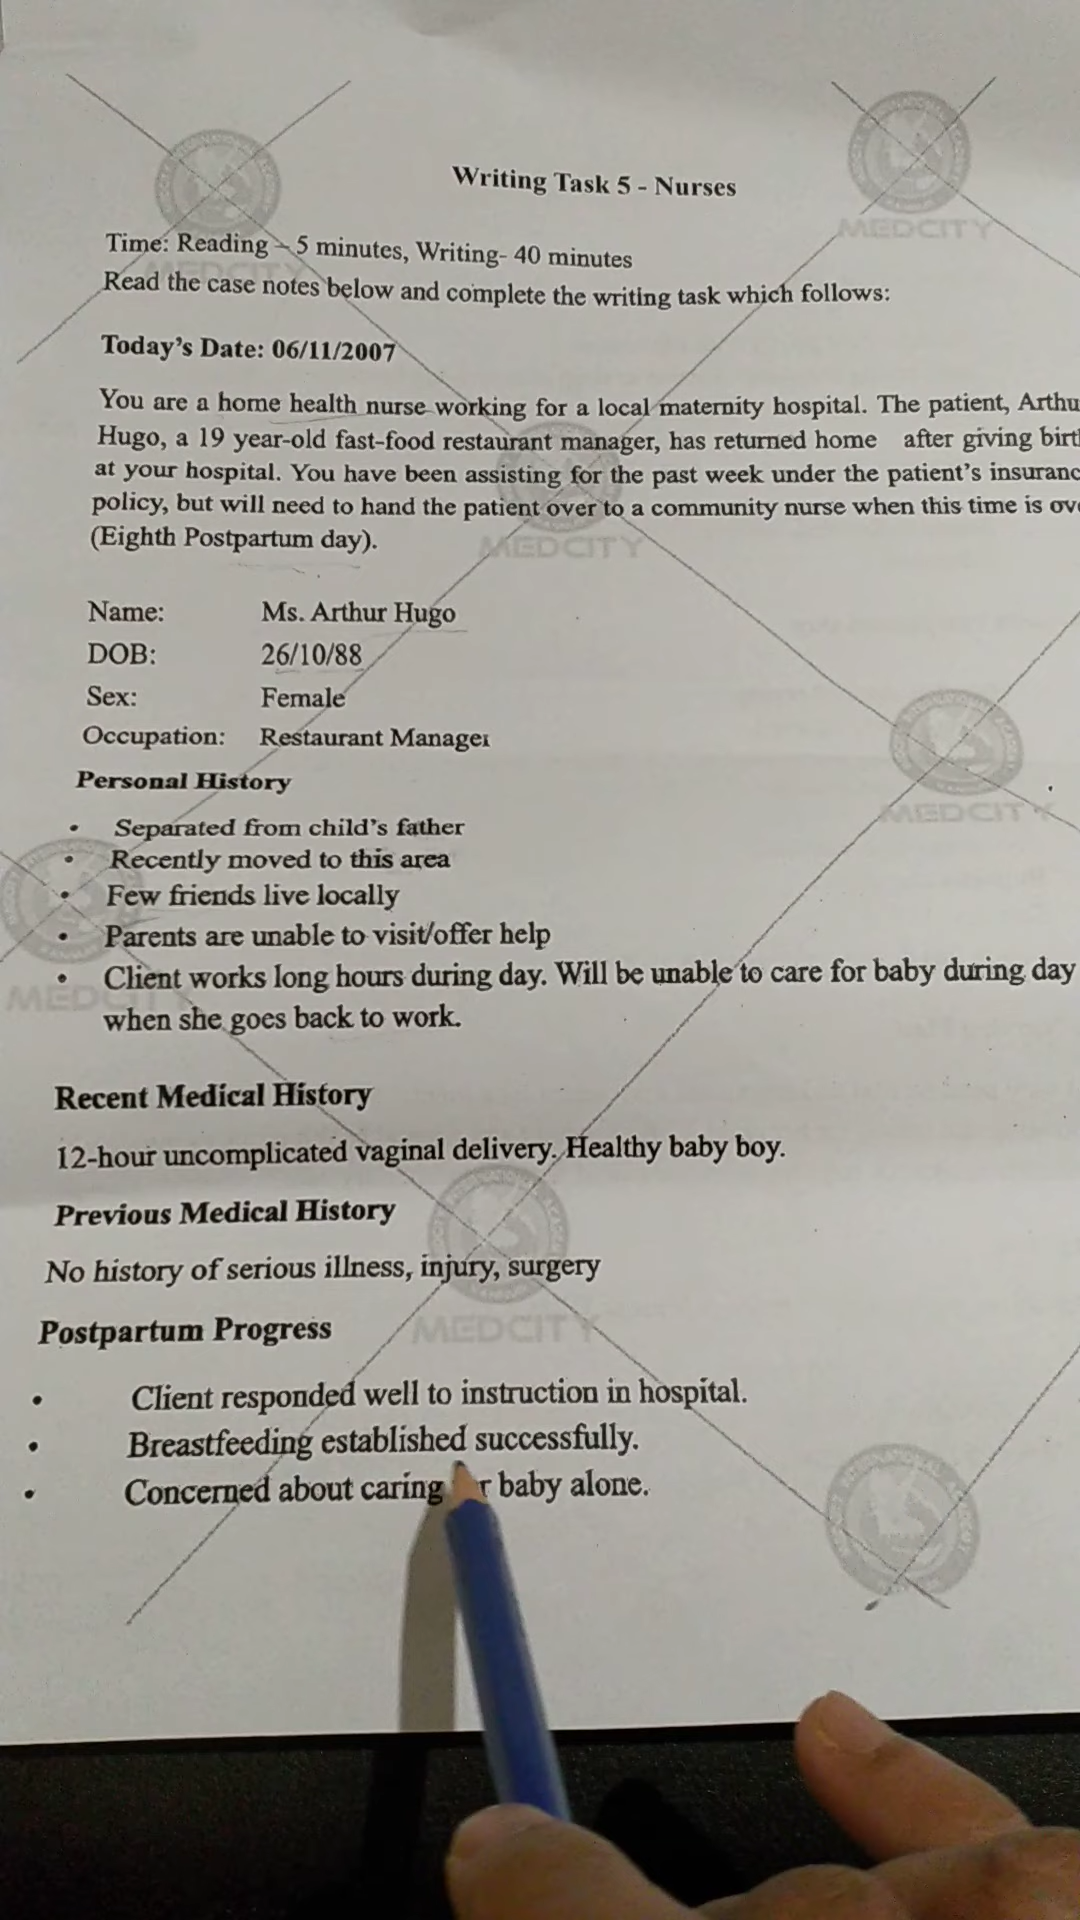 Writing Task 5 - Nurses
MEDCITY
Time: Reading – 5 minutes, Writing- 40 minutes
MEDCITY
Read the case notes below and complete the writing task which follows:
Today's Date: 06/11/2007
You are a home health nurse working for a local maternity hospital. The patient, Arthu
Hugo, a 19 year-old fast-food restaurant manager, has returned home after giving birt
at your hospital. You have been assisting for the past week under the patient's insuranc
policy, but will need to hand the patient over to a community nurse when this time is ove
(Eighth Postpartum day).
MEDCITY
Name: Ms. Arthur Hugo
DOB: 26/10/88
Sex: Female
Occupation: Restaurant Manager
Personal History
MEDCITY
• Separated from child's father
• Recently moved to this area
• Few friends live locally
• Parents are unable to visit/offer help
• Client works long hours during day. Will be unable to care for baby during day
MEDCITY
when she goes back to work.
Recent Medical History
12-hour uncomplicated vaginal delivery. Healthy baby boy.
Previous Medical History
No history of serious illness, injury, surgery
Postpartum Progress
MEDCITY
• Client responded well to instruction in hospital.
• Breastfeeding established successfully.
• Concerned about caring baby alone.